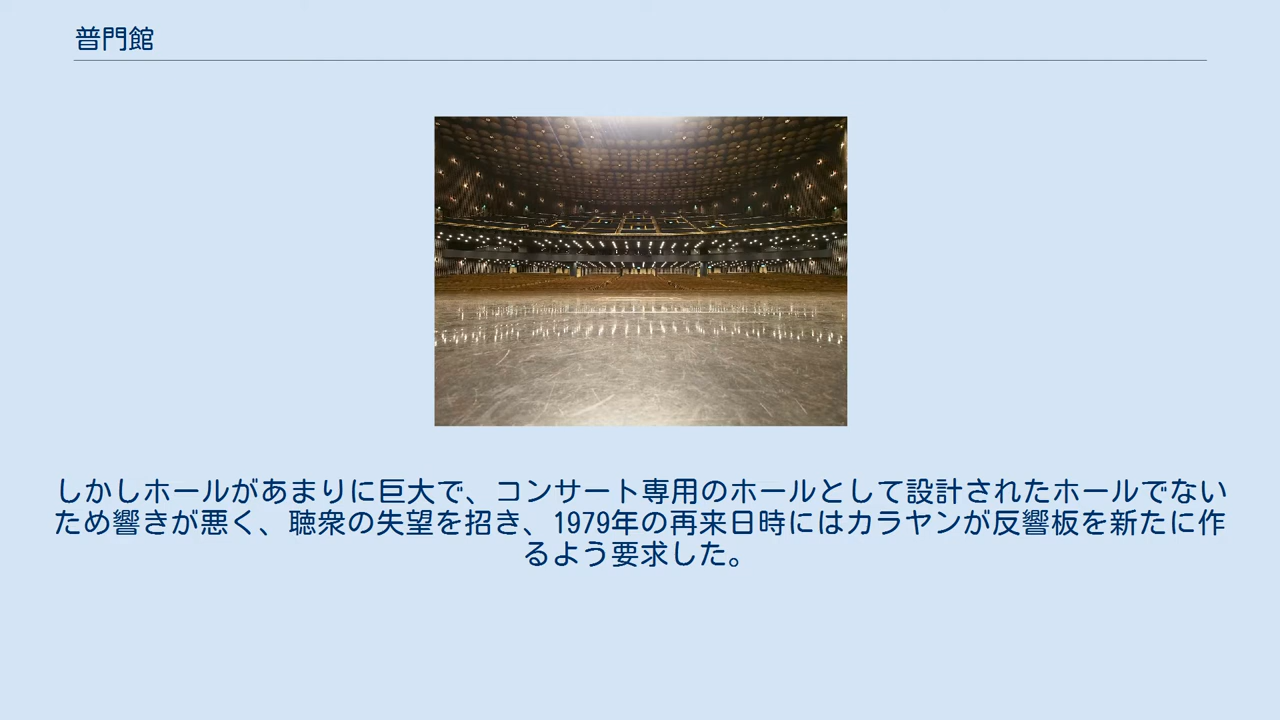 普門館
しかしホールがあまりに巨大で、コンサート専用のホールとして設計されたホールでない
ため響きが悪く、聴衆の失望を招き、1979年の再来日時にはカラヤンが反響板を新たに作
るよう要求した。